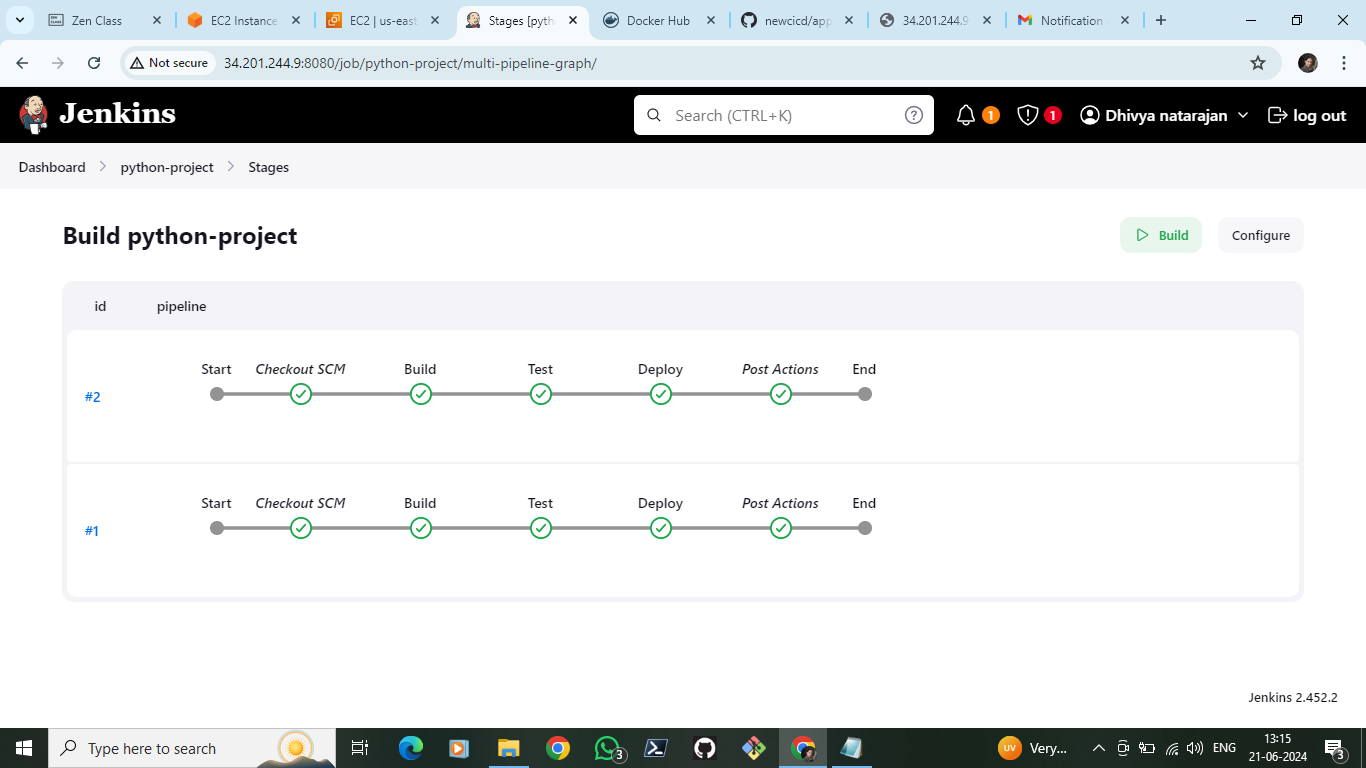 Zen Class
EC2 Instance
EC2 | us-east
Stages [pyth
Docker Hub
newcicd/app
34.201.244.9
Notification
Not secure
34.201.244.9:8080/job/python-project/multi-pipeline-graph/
Jenkins
Search (CTRL+K)
?
1
1
Dhivya natarajan
log out
Dashboard
python-project
Stages
Build python-project
Build
Configure
id
pipeline
Start
Checkout SCM
Build
Test
Deploy
Post Actions
End
#2
Start
Checkout SCM
Build
Test
Deploy
Post Actions
End
#1
Jenkins 2.452.2
Type here to search
3
UV
Very...
ENG
13:15
21-06-2024
3